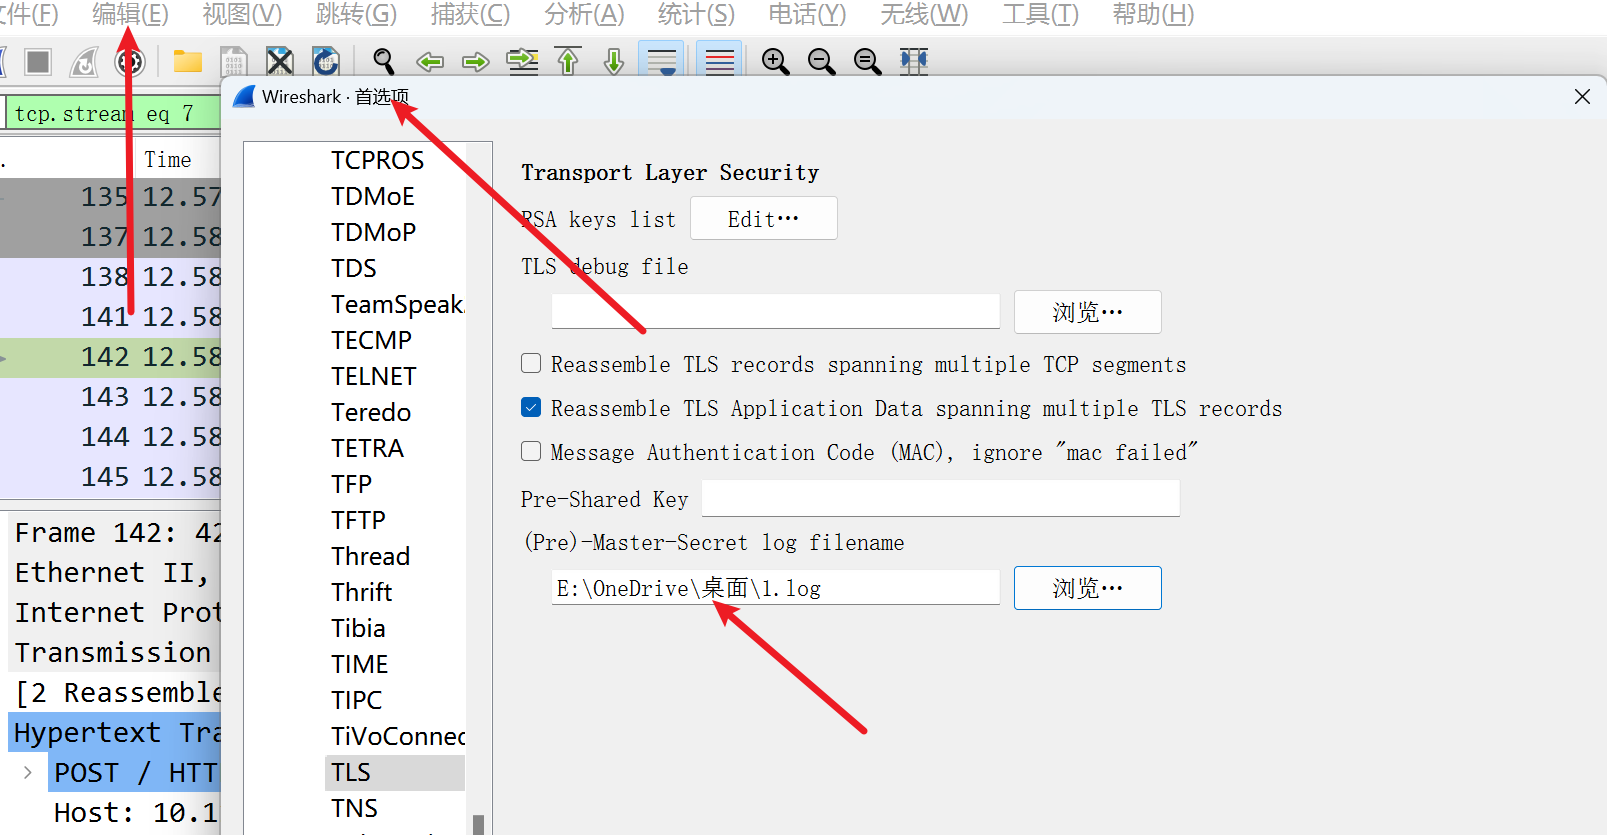 文件(F) 编辑(E) 视图(V) 跳转(G) 捕获(C) 分析(A) 统计(S) 电话(Y) 无线(W) 工具(T) 帮助(H)
tcp.stream eq 7
Wireshark · 首选项
. Time
135 12.57
137 12.58
138 12.58
141 12.58
142 12.58
143 12.58
144 12.58
145 12.58
Frame 142: 42
Ethernet II,
Internet Prot
Transmission
[2 Reassemble
Hypertext Tra
POST / HTT
Host: 10.1
TCPROS
TDMoE
TDMoP
TDS
TeamSpeak
TECMP
TELNET
Teredo
TETRA
TFP
TFTP
Thread
Thrift
Tibia
TIME
TIPC
TiVoConnec
TLS
TNS
Transport Layer Security
RSA keys list Edit…
TLS debug file
浏览…
Reassemble TLS records spanning multiple TCP segments
Reassemble TLS Application Data spanning multiple TLS records
Message Authentication Code (MAC), ignore "mac failed"
Pre-Shared Key
(Pre)-Master-Secret log filename
E:\OneDrive\桌面\1.log 浏览…